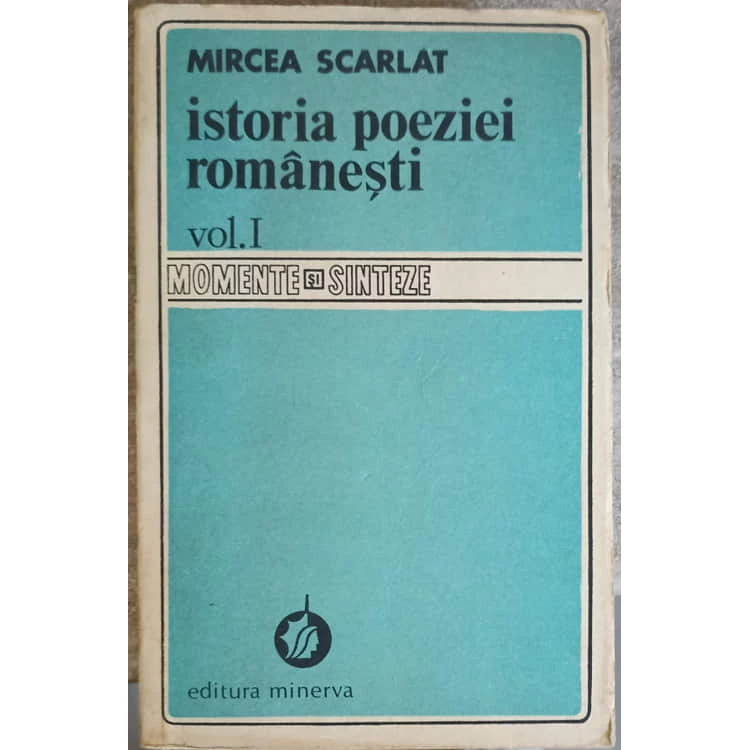 MIRCEA SCARLAT
istoria poeziei
românești
vol.I
MOMENTE ȘI SINTEZE
editura minerva